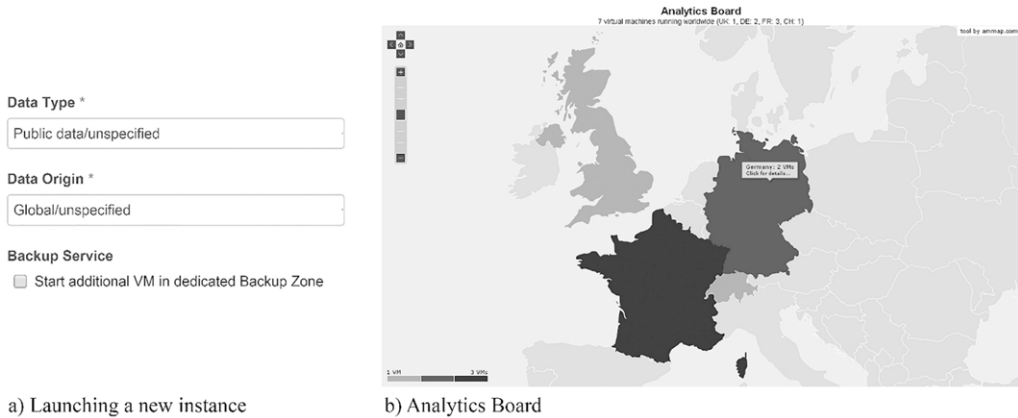 Data Type *
Public data/unspecified
Data Origin *
Global/unspecified
Backup Service
Start additional VM in dedicated Backup Zone
a) Launching a new instance
Analytics Board
7 virtual machines running worldwide (UK: 1, DE: 2, FR: 3, CH: 1)
tool by ammap.com
Germany: 2 VMs
Click for details...
1 VM
3 VMs
b) Analytics Board